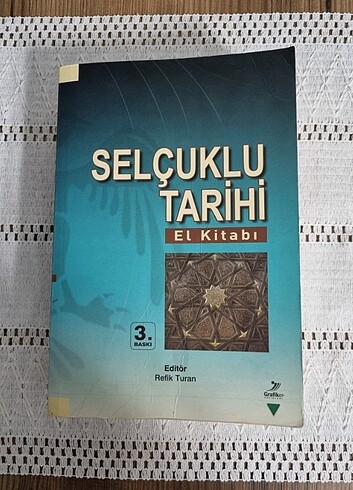 SELÇUKLU
TARİHİ
El Kitabı
3.
BASKI
Editör
Refik Turan
Grafiker